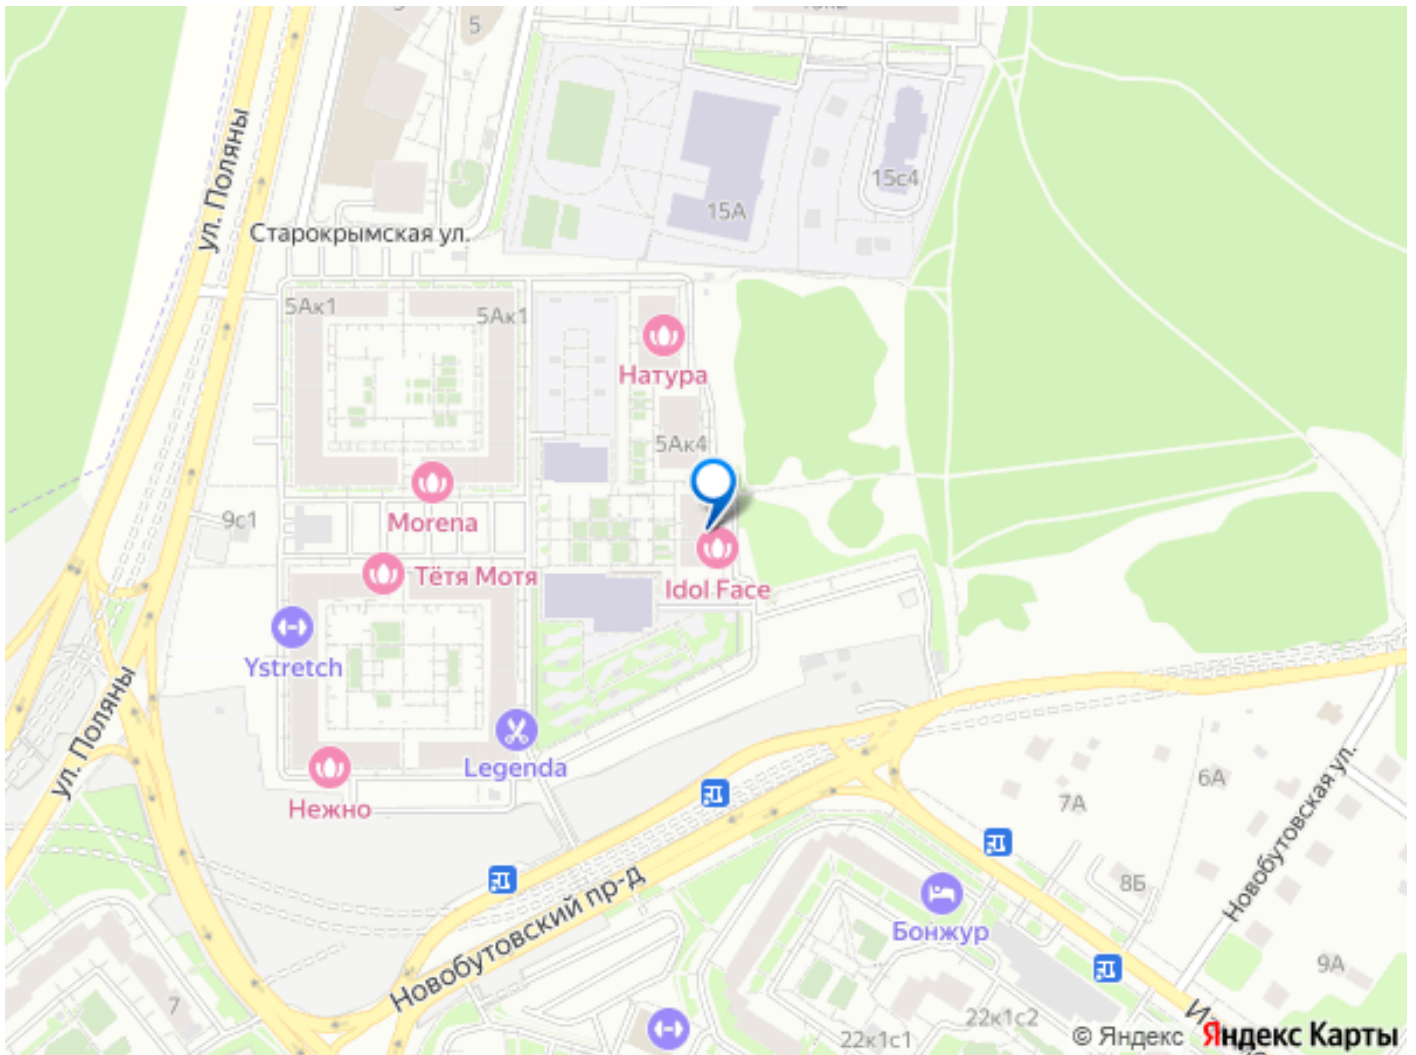 5
ул. Поляны
15с4
15А
Старокрымская ул.
5Ак1
5Ак1
Натура
5Ак4
Morena
9с1
Тётя Мотя
Idol Face
Ystretch
ул. Поляны
Legenda
Нежно
6А
7А
Новобутовская ул.
8Б
Новобутовский пр-д
Бонжур
9А
7
22к1с2
22к1с1
© Яндекс Яндекс Карты